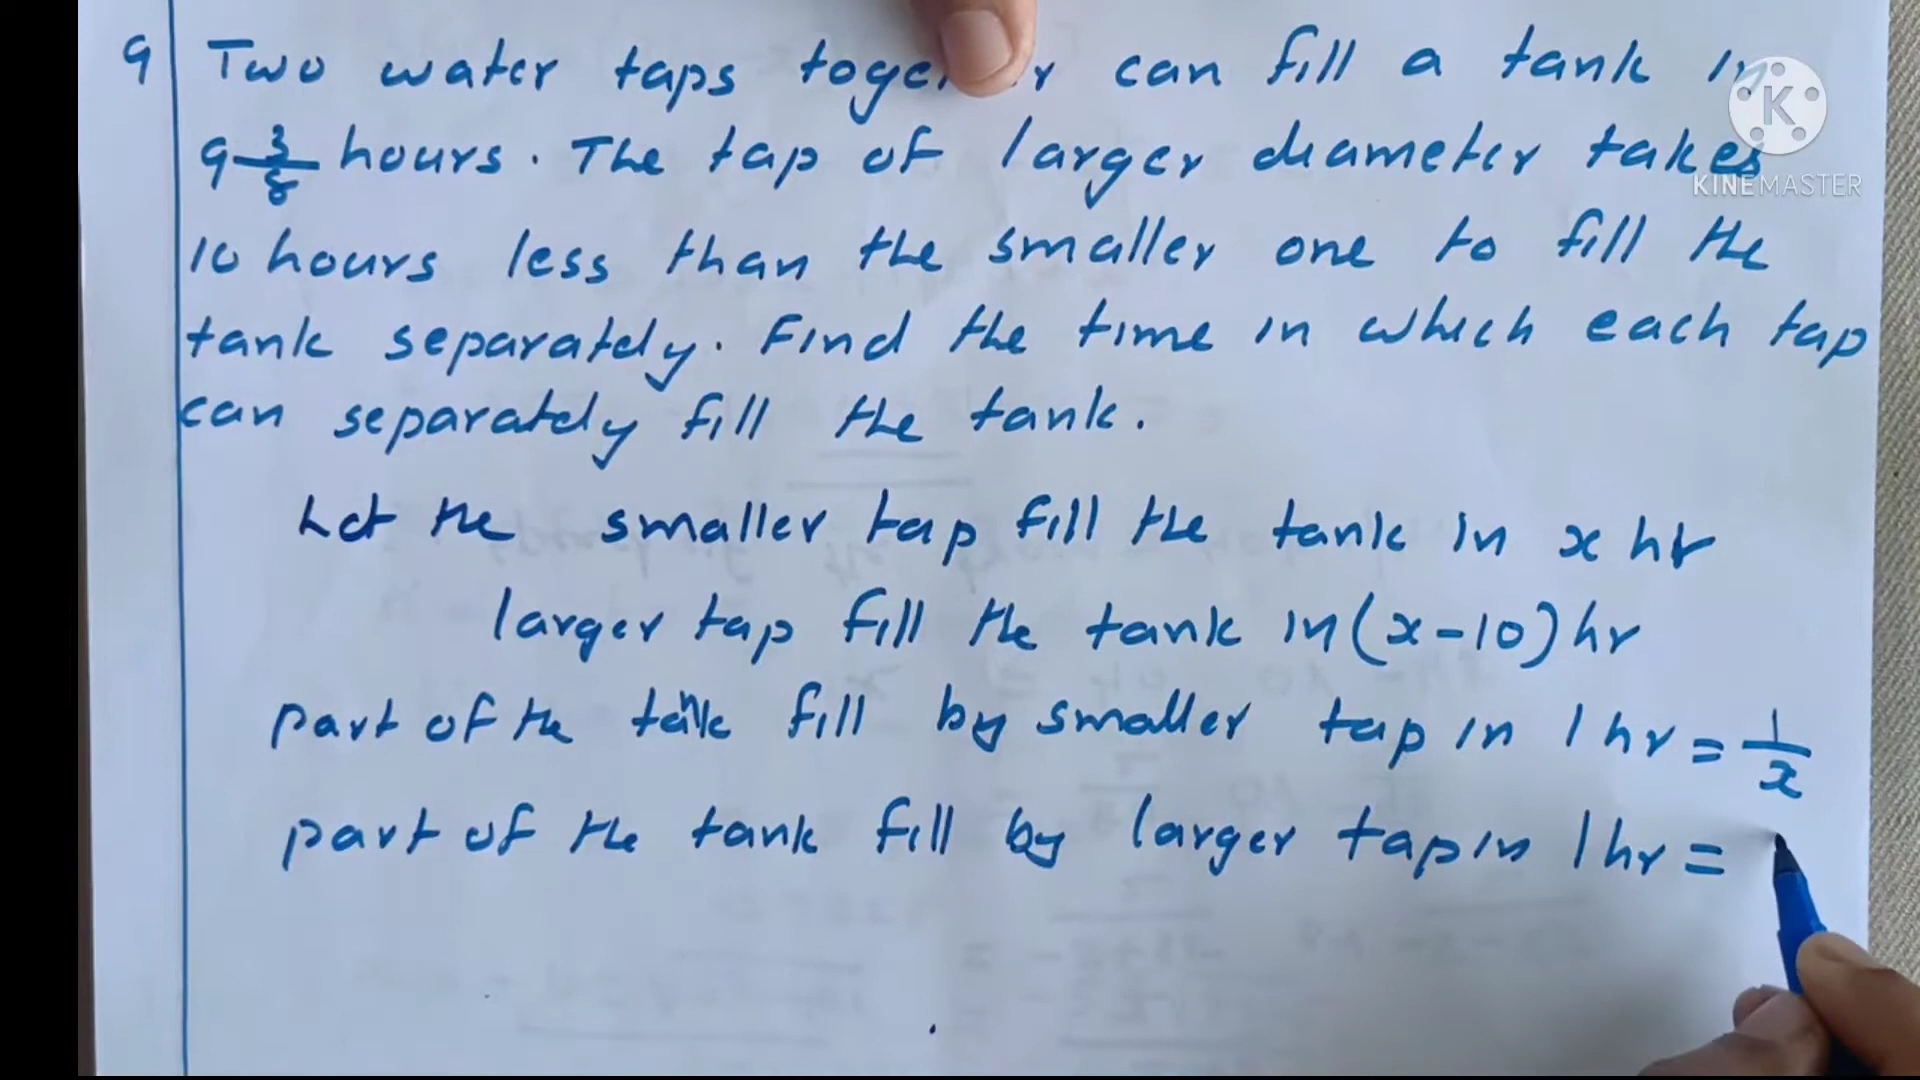 9 Two water taps toge r can fill a tank in
9 3/8 hours. The tap of larger diameter takes
KINEMASTER
10 hours less than the smaller one to fill the
tank separately. Find the time in which each tap
can separately fill the tank.
Let the smaller tap fill the tank in x hr
larger tap fill the tank in (x-10) hr
part of the tank fill by smaller tap in 1 hr = 1/x
part of the tank fill by larger tap in 1 hr =